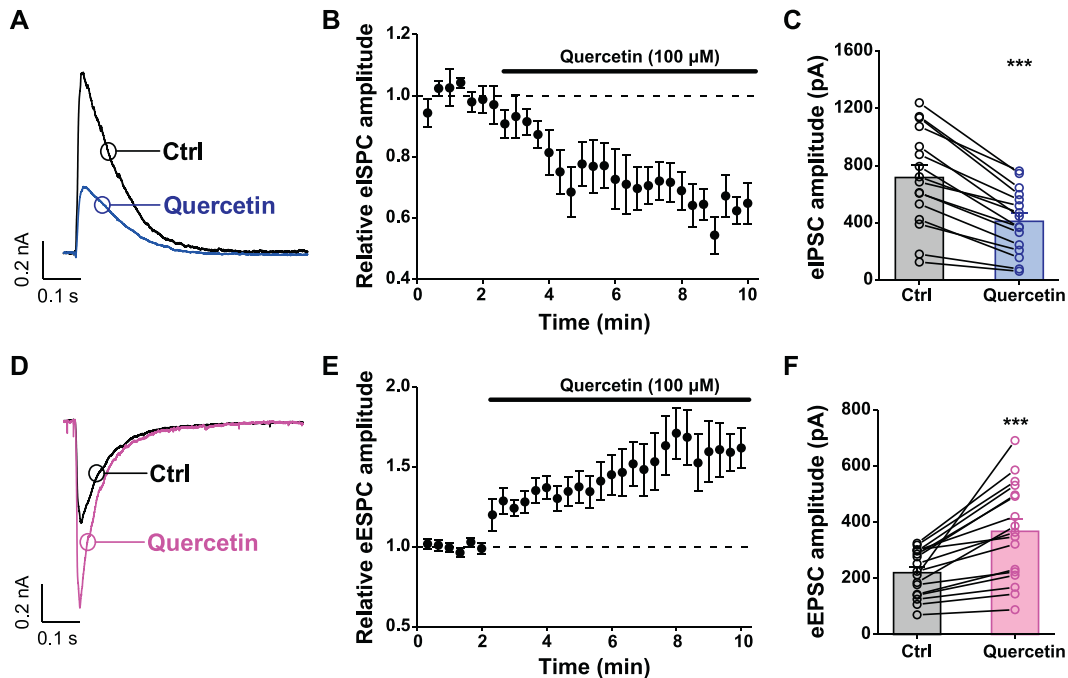 A
Ctrl
Quercetin
0.2 nA
0.1 s
B
Relative eISPC amplitude
Quercetin (100 μM)
1.0
0.8
0.6
0.4
0 2 4 6 8 10
Time (min)
C
eIPSC amplitude (pA)
1600
1200
800
400
0
***
Ctrl Quercetin
D
Ctrl
Quercetin
0.2 nA
0.1 s
E
Relative eESPC amplitude
Quercetin (100 μM)
2.0
1.5
1.0
0.5
0 2 4 6 8 10
Time (min)
F
eEPSC amplitude (pA)
800
600
400
200
0
***
Ctrl Quercetin